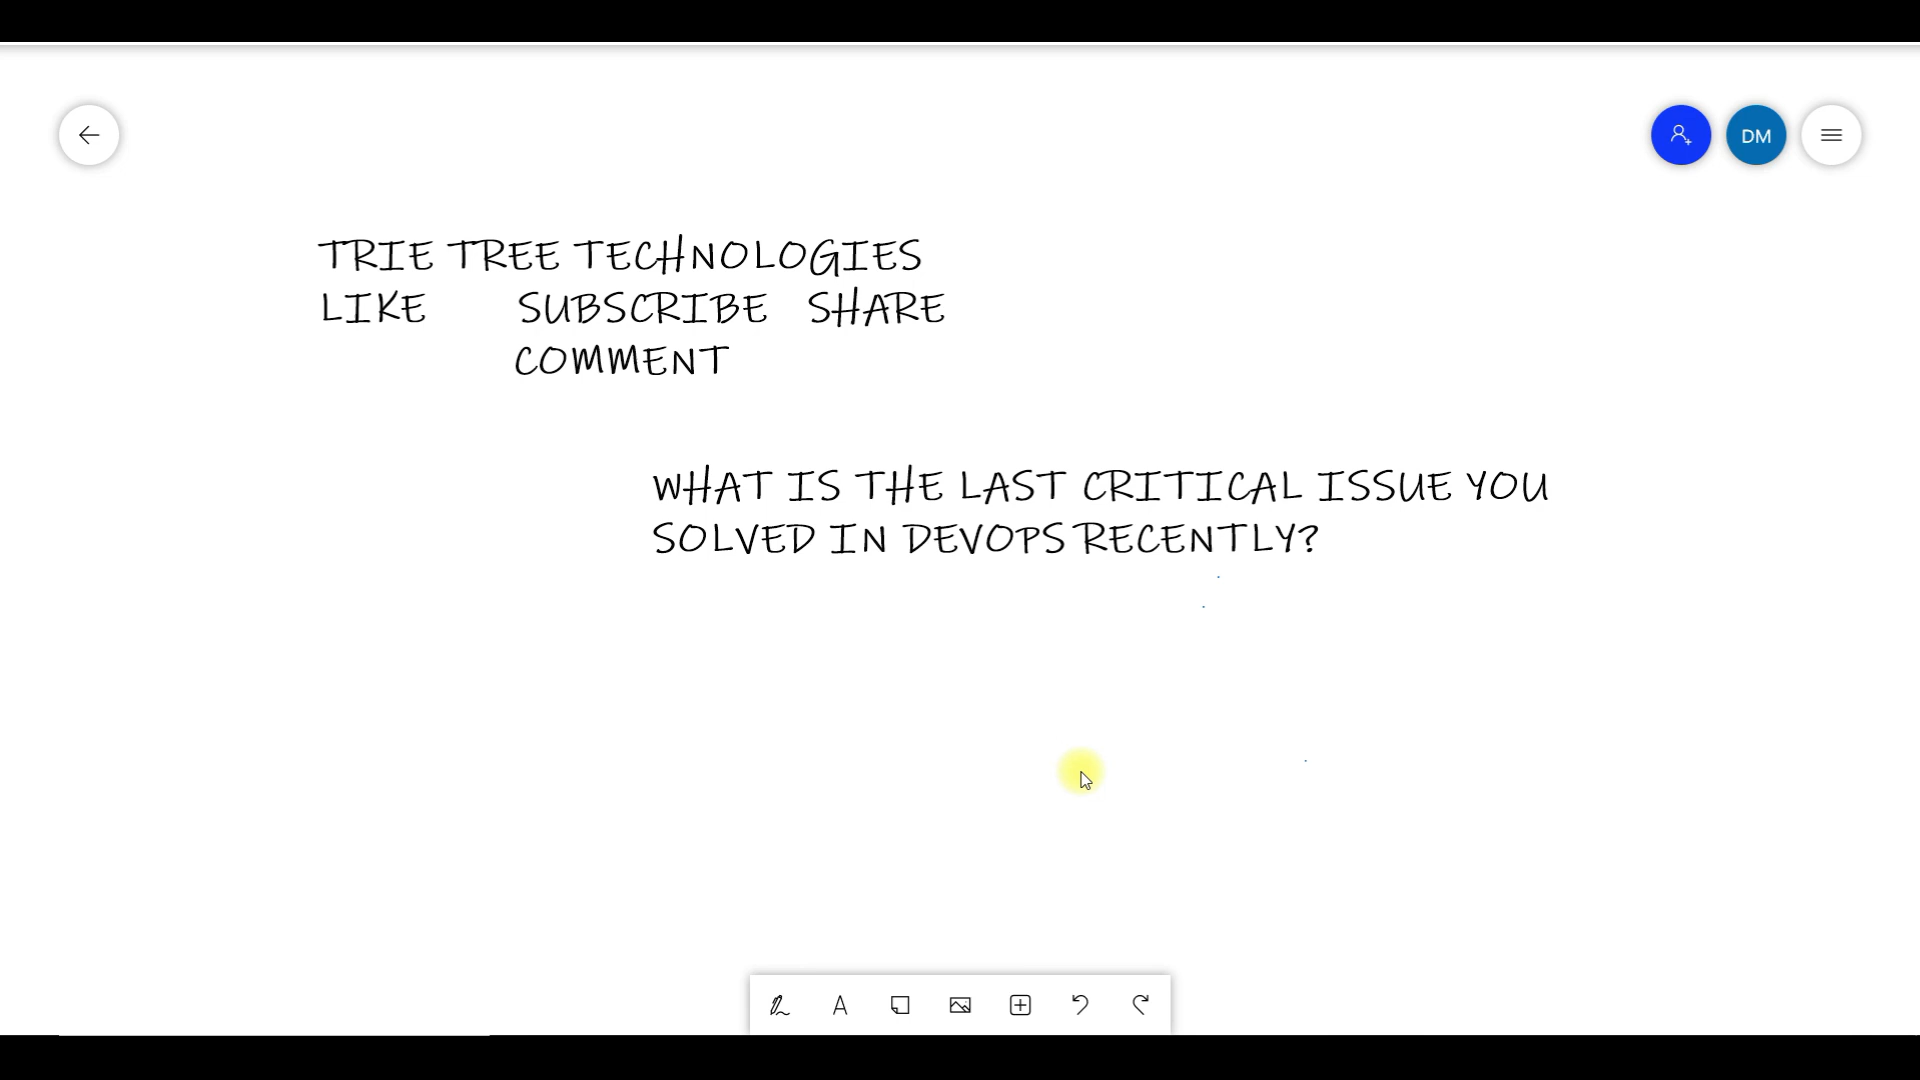 DM
TRIE TREE TECHNOLOGIES
LIKE SUBSCRIBE SHARE
COMMENT
WHAT IS THE LAST CRITICAL ISSUE YOU
SOLVED IN DEVOPS RECENTLY?
A